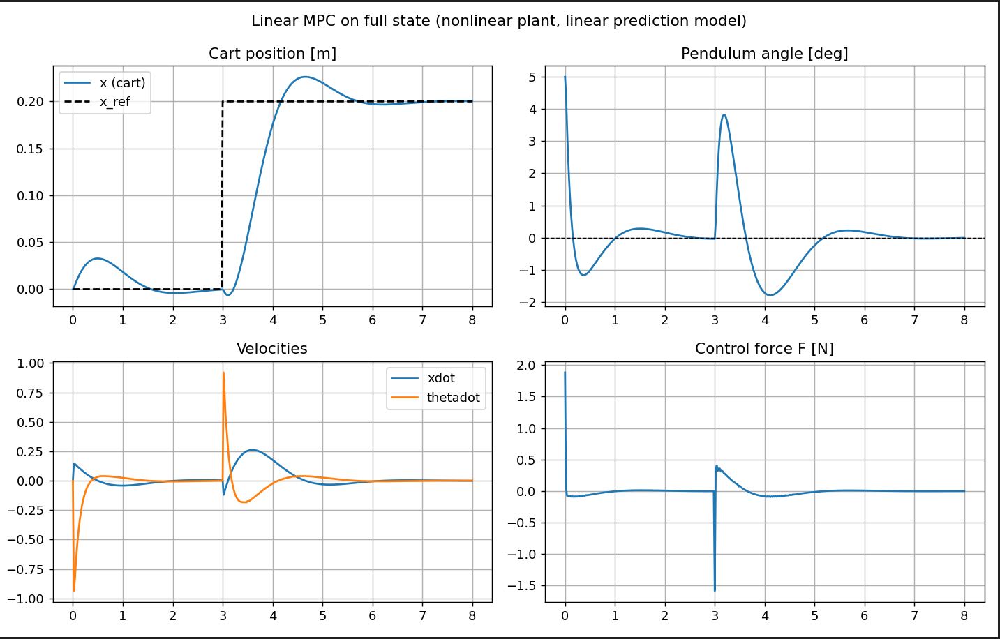 Linear MPC on full state (nonlinear plant, linear prediction model)
Cart position [m]
x (cart)
x_ref
0.20
0.15
0.10
0.05
0.00
0 1 2 3 4 5 6 7 8
Pendulum angle [deg]
5
4
3
2
1
0
−1
−2
0 1 2 3 4 5 6 7 8
Velocities
xdot
thetadot
1.00
0.75
0.50
0.25
0.00
−0.25
−0.50
−0.75
−1.00
0 1 2 3 4 5 6 7 8
Control force F [N]
2.0
1.5
1.0
0.5
0.0
−0.5
−1.0
−1.5
0 1 2 3 4 5 6 7 8